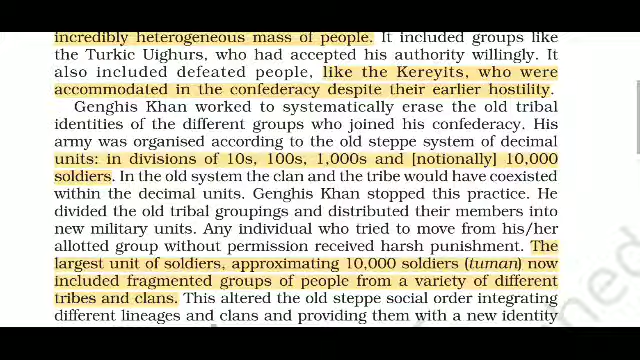 incredibly heterogeneous mass of people. It included groups like
the Turkic Uighurs, who had accepted his authority willingly. It
also included defeated people, like the Kereyits, who were
accommodated in the confederacy despite their earlier hostility.
Genghis Khan worked to systematically erase the old tribal
identities of the different groups who joined his confederacy. His
army was organised according to the old steppe system of decimal
units: in divisions of 10s, 100s, 1,000s and [notionally] 10,000
soldiers. In the old system the clan and the tribe would have coexisted
within the decimal units. Genghis Khan stopped this practice. He
divided the old tribal groupings and distributed their members into
new military units. Any individual who tried to move from his/her
allotted group without permission received harsh punishment. The
largest unit of soldiers, approximating 10,000 soldiers (tuman) now
included fragmented groups of people from a variety of different
tribes and clans. This altered the old steppe social order integrating
different lineages and clans and providing them with a new identity